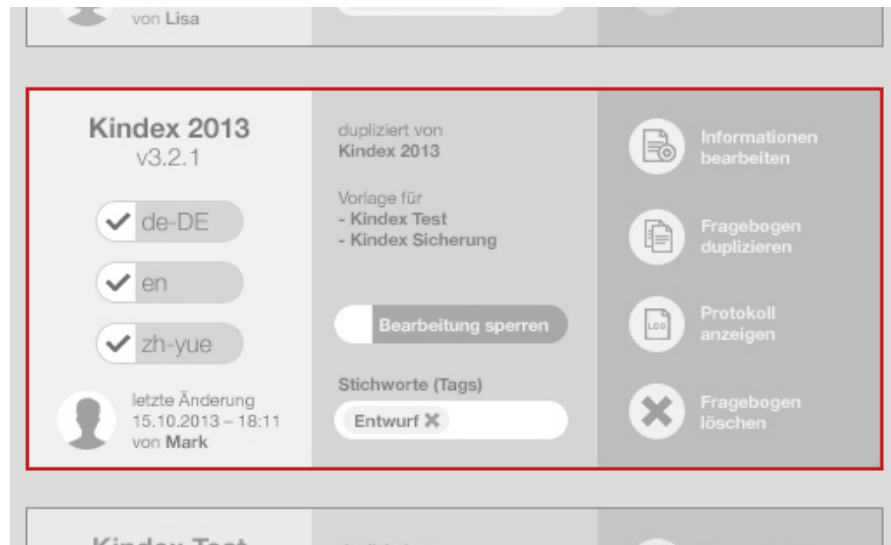 von Lisa
Kindex 2013
v3.2.1
de-DE
en
zh-yue
letzte Änderung
15.10.2013 – 18:11
von Mark
dupliziert von
Kindex 2013
Vorlage für
- Kindex Test
- Kindex Sicherung
Bearbeitung sperren
Stichworte (Tags)
Entwurf
Informationen
bearbeiten
Fragebogen
duplizieren
LOG
Protokoll
anzeigen
Fragebogen
löschen
Kindex Test